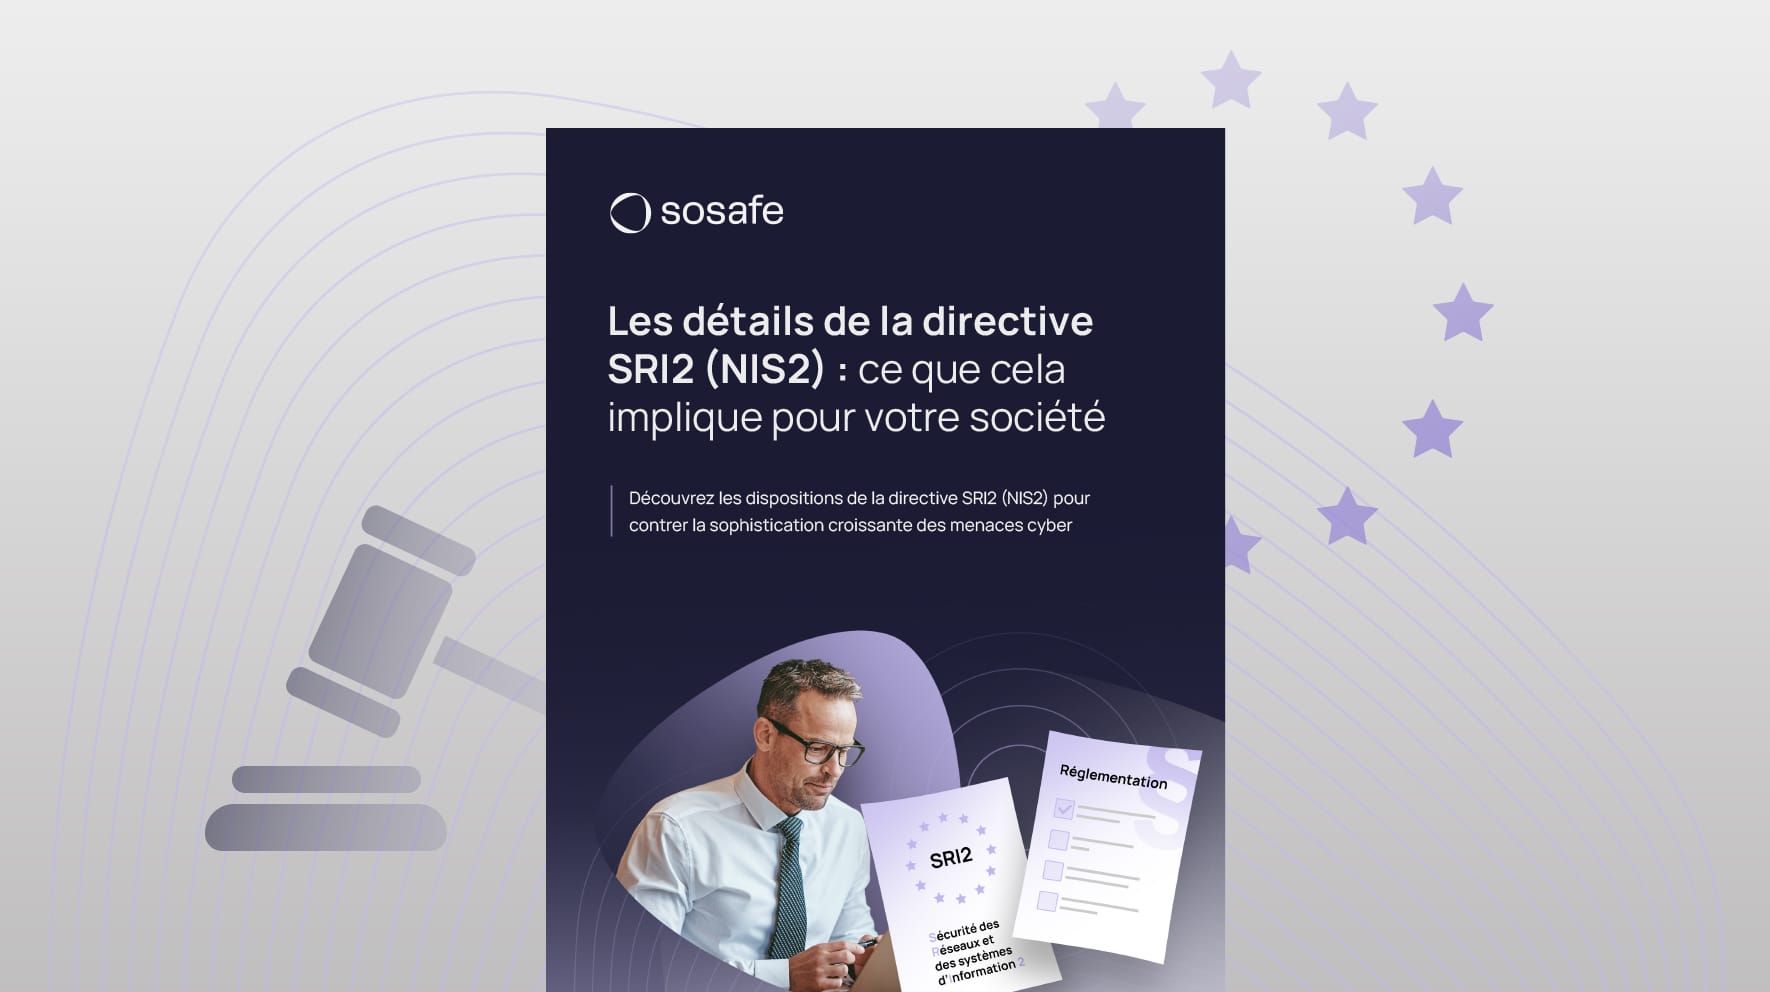 sosafe
Les détails de la directive
SRI2 (NIS2) : ce que cela
implique pour votre société
Découvrez les dispositions de la directive SRI2 (NIS2) pour
contrer la sophistication croissante des menaces cyber
SRI2
Sécurité des
Réseaux et
des systèmes
d'Information 2
Réglementation
§